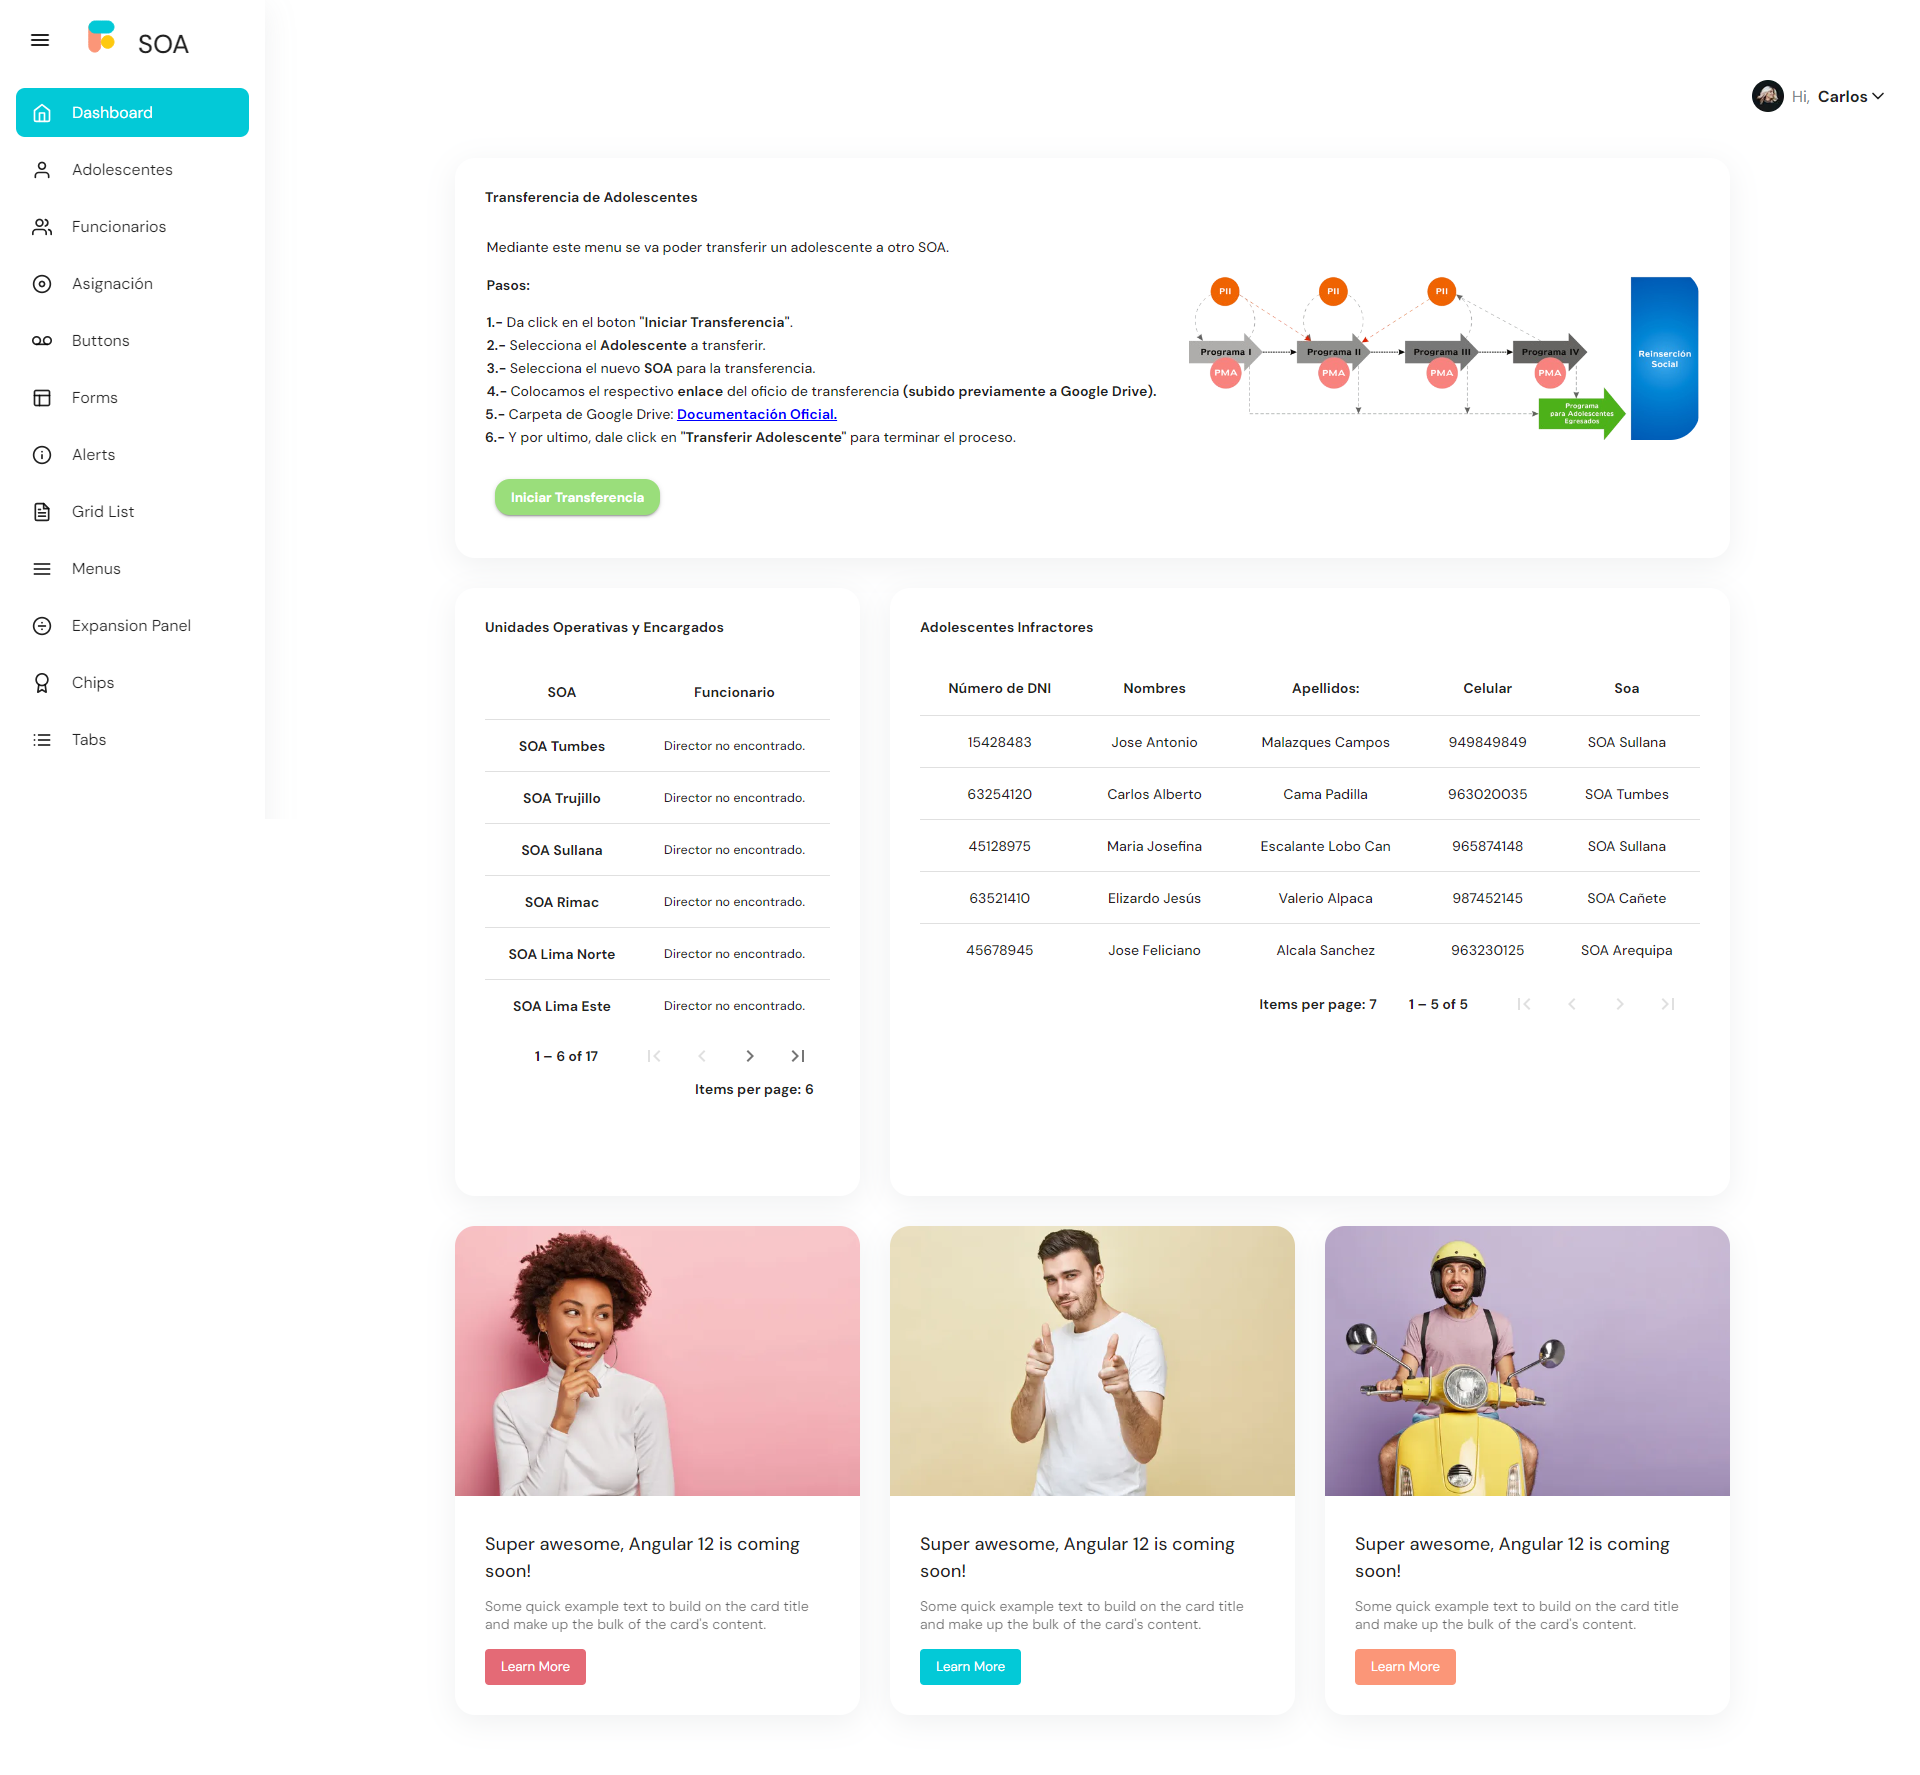 SOA
Hi, Carlos
Dashboard
Adolescentes
Funcionarios
Asignación
Buttons
Forms
Alerts
Grid List
Menus
Expansion Panel
Chips
Tabs
Transferencia de Adolescentes
Mediante este menu se va poder transferir un adolescente a otro SOA.
Pasos:
1.- Da click en el boton "Iniciar Transferencia".
2.- Selecciona el Adolescente a transferir.
3.- Selecciona el nuevo SOA para la transferencia.
4.- Colocamos el respectivo enlace del oficio de transferencia (subido previamente a Google Drive).
5.- Carpeta de Google Drive: Documentación Oficial.
6.- Y por ultimo, dale click en "Transferir Adolescente" para terminar el proceso.
Iniciar Transferencia
PII PII PII
Programa I Programa II Programa III Programa IV
PMA PMA PMA PMA
Reinserción
Social
Programa
para Adolescentes
Egresados
Unidades Operativas y Encargados
SOA Funcionario
SOA Tumbes Director no encontrado.
SOA Trujillo Director no encontrado.
SOA Sullana Director no encontrado.
SOA Rimac Director no encontrado.
SOA Lima Norte Director no encontrado.
SOA Lima Este Director no encontrado.
1 – 6 of 17
Items per page: 6
Adolescentes Infractores
Número de DNI Nombres Apellidos: Celular Soa
15428483 Jose Antonio Malazques Campos 949849849 SOA Sullana
63254120 Carlos Alberto Cama Padilla 963020035 SOA Tumbes
45128975 Maria Josefina Escalante Lobo Can 965874148 SOA Sullana
63521410 Elizardo Jesús Valerio Alpaca 987452145 SOA Cañete
45678945 Jose Feliciano Alcala Sanchez 963230125 SOA Arequipa
Items per page: 7 1 – 5 of 5
Super awesome, Angular 12 is coming
soon!
Some quick example text to build on the card title
and make up the bulk of the card's content.
Learn More
Super awesome, Angular 12 is coming
soon!
Some quick example text to build on the card title
and make up the bulk of the card's content.
Learn More
Super awesome, Angular 12 is coming
soon!
Some quick example text to build on the card title
and make up the bulk of the card's content.
Learn More